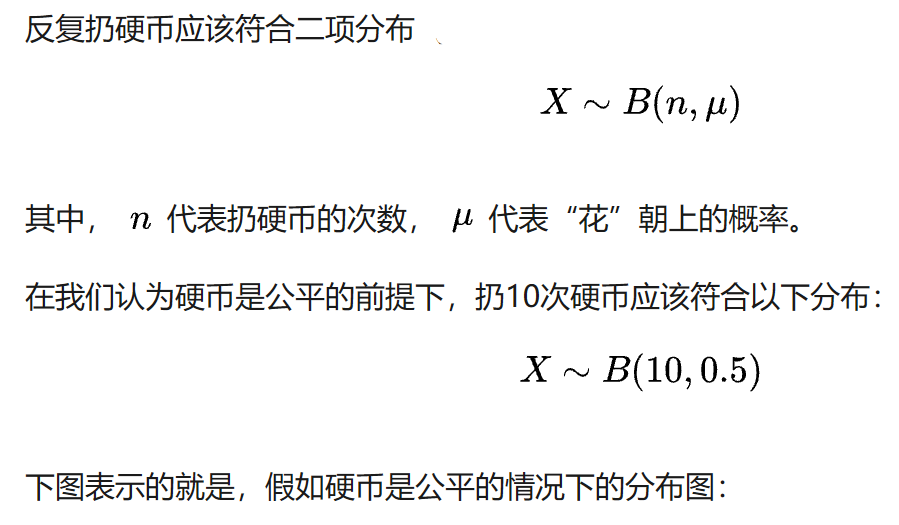 反复扔硬币应该符合二项分布
X ∼ B(n, μ)
其中， n 代表扔硬币的次数， μ 代表“花”朝上的概率。
在我们认为硬币是公平的前提下，扔10次硬币应该符合以下分布：
X ∼ B(10, 0.5)
下图表示的就是，假如硬币是公平的情况下的分布图：